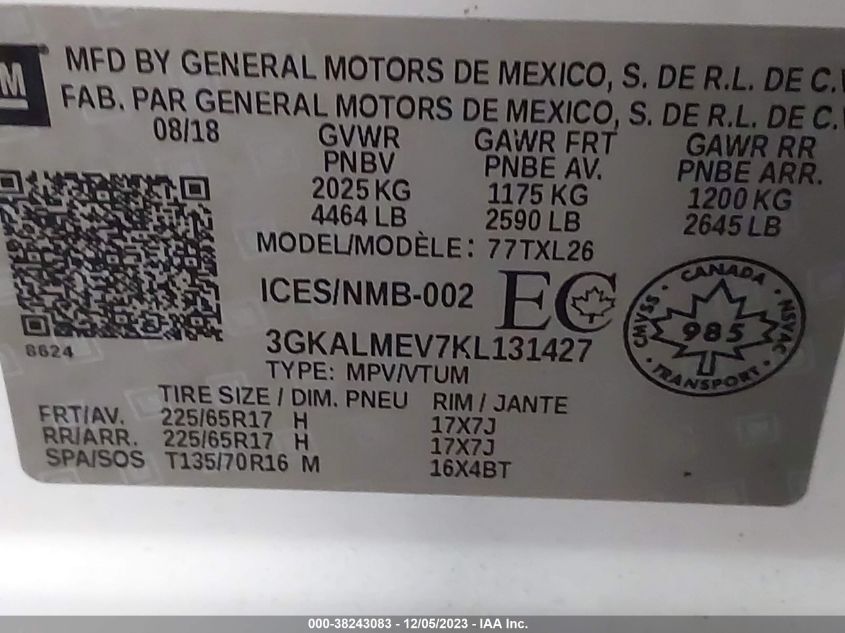 GM
MFD BY GENERAL MOTORS DE MEXICO, S. DE R.L. DE C.V
FAB. PAR GENERAL MOTORS DE MEXICO, S. DE R.L. DE C.V
08/18 GVWR GAWR FRT GAWR RR
PNBV PNBE AV. PNBE ARR.
2025 KG 1175 KG 1200 KG
4464 LB 2590 LB 2645 LB
MODEL/MODÈLE: 77TXL26
ICES/NMB-002 EC
CANADA
CMVSS 985 NSVAC
TRANSPORT
8624
3GKALMEV7KL131427
TYPE: MPV/VTUM
TIRE SIZE / DIM. PNEU RIM / JANTE
FRT/AV. 225/65R17 H 17X7J
RR/ARR. 225/65R17 H 17X7J
SPA/SOS T135/70R16 M 16X4BT
000-38243083 - 12/05/2023 - IAA Inc.